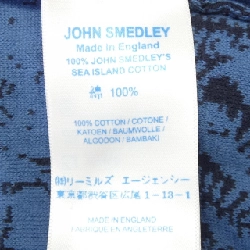 JOHN SMEDLEY
Made in England
100% JOHN SMEDLEY'S
SEA ISLAND COTTON
100%
100% COTTON / COTONE /
KATOEN / BAUMWOLLE /
ALGODON / BAMBAKI
㈲リーミルズ エージェンシー
東京都渋谷区広尾1-13-1
MADE IN ENGLAND
FABRIQUE EN ANGLETERRE